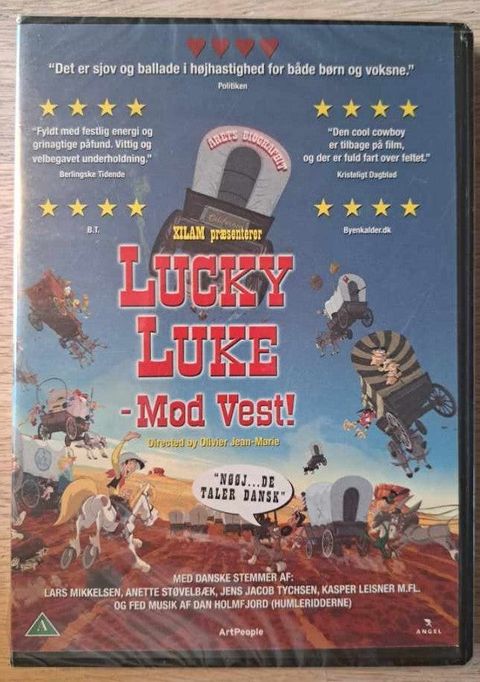 "Det er sjov og ballade i højhastighed for både børn og voksne."
Politiken
"Fyldt med festlig energi og
grinagtige påfund. Vittig og
velbegavet underholdning."
Berlingske Tidende
"Den cool cowboy
er tilbage på film,
og der er fuld fart over feltet."
Kristeligt Dagblad
ÅRETS BIOGRAFHIT
B.T.
Byenkalder.dk
XILAM præsenterer
LUCKY
LUKE
- MOD VEST!
Directed by Olivier Jean-Marie
"NØØJ...DE
TALER DANSK"
MED DANSKE STEMMER AF:
LARS MIKKELSEN, ANETTE STØVELBÆK, JENS JACOB TYCHSEN, KASPER LEISNER M.FL.
OG FED MUSIK AF DAN HOLMFJORD (HUMLERIDDERNE)
A
ArtPeople
ANGEL